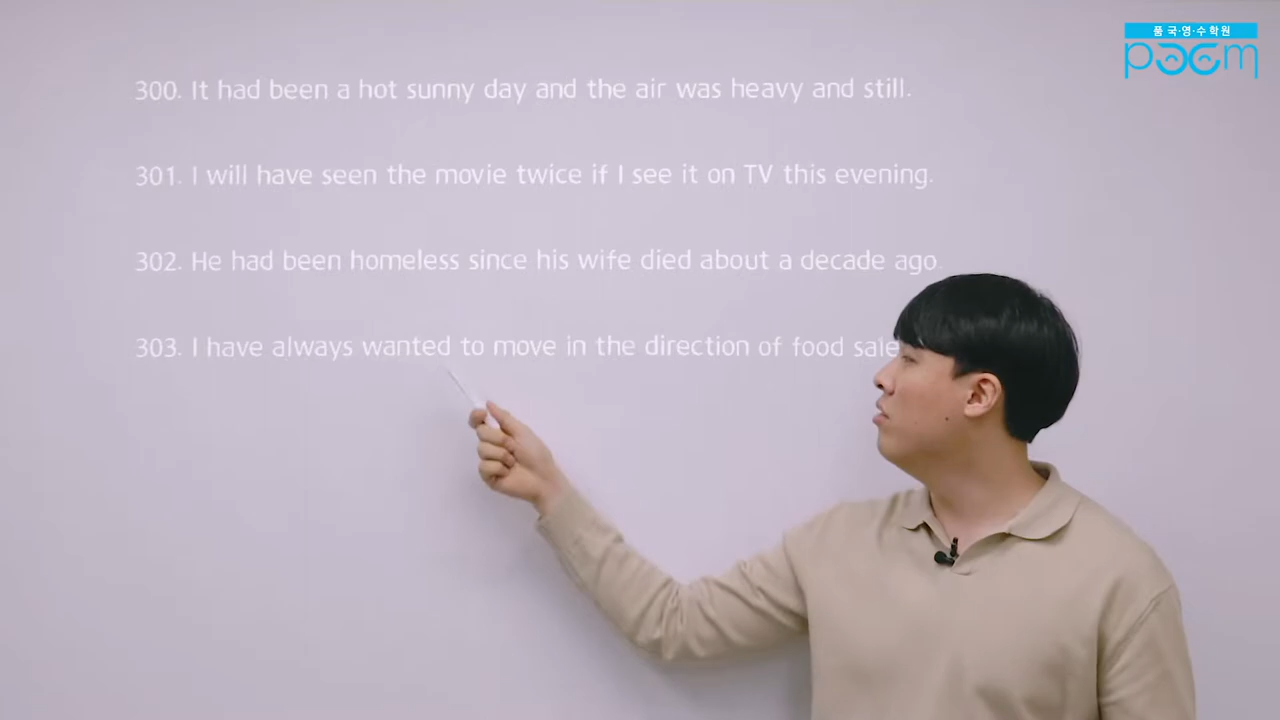 품 국·영·수 학원
poem
300. It had been a hot sunny day and the air was heavy and still.
301. I will have seen the movie twice if I see it on TV this evening.
302. He had been homeless since his wife died about a decade ago.
303. I have always wanted to move in the direction of food sale